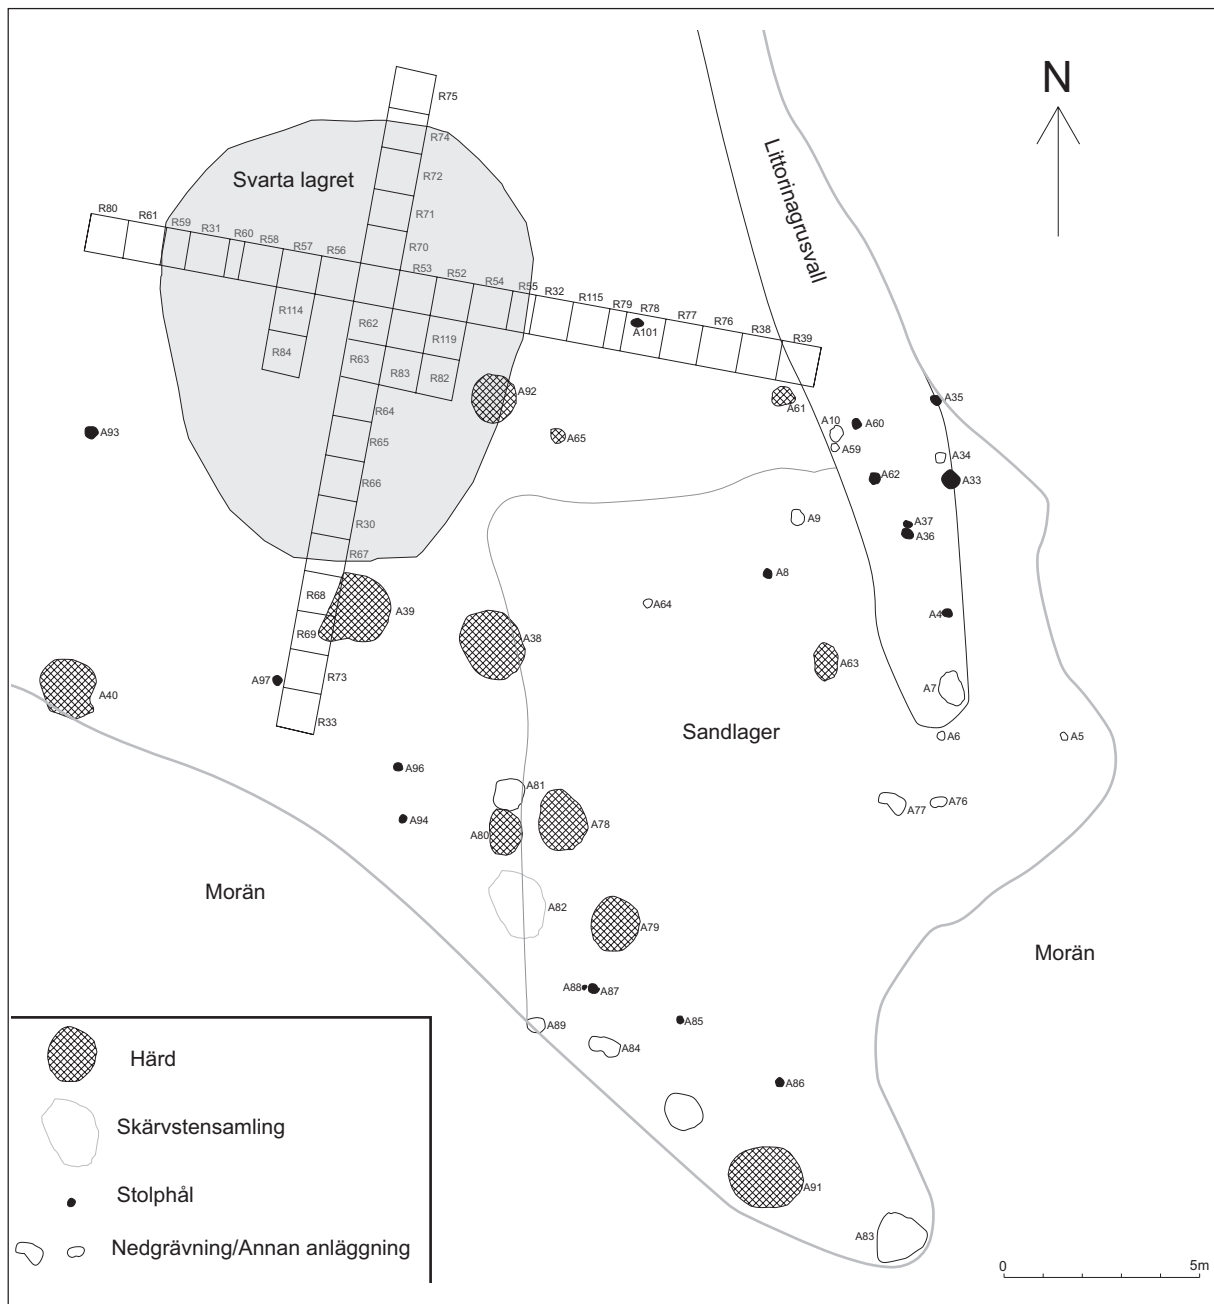 N
Littorinagrusvall
Svarta lagret
R75
R74
R72
R71
R70
R80
R61
R59
R31
R60
R58
R57
R56
R53
R52
R54
R55
R32
R115
R79
R78
R77
R76
R38
R39
A101
R114
R84
R62
R63
R119
R83
R82
A92
A61
A35
A10
A60
A59
A34
A93
A65
R64
R65
R66
R30
R67
A62
A33
A9
A37
A36
A8
A64
A4
R68
R69
A39
A38
A63
A7
A40
A97
R73
R33
Sandlager
A6
A5
A96
A81
A94
A80
A78
A77
A76
Morän
A82
A79
Morän
A88
A87
A89
A85
A84
A86
A91
A83
Härd
Skärvstensamling
Stolphål
Nedgrävning/Annan anläggning
0
5m